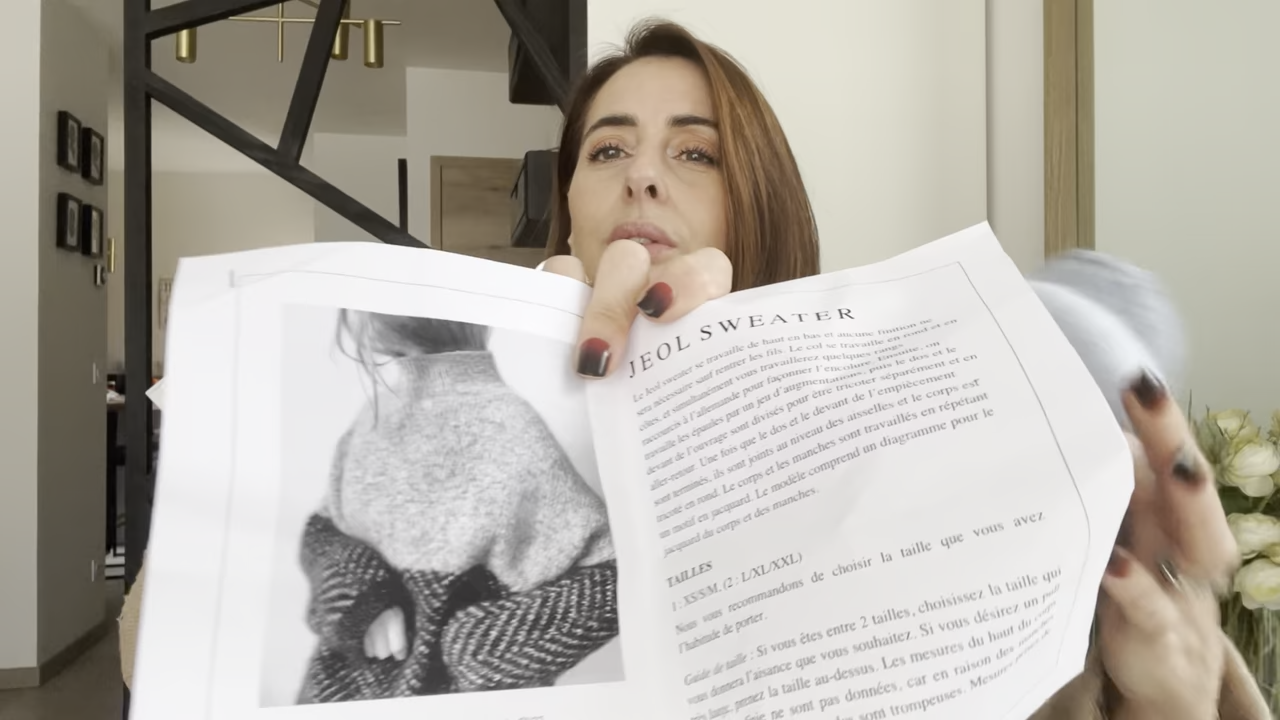 JEOL SWEATER
Le Jeol sweater se travaille de haut en bas et aucune finition ne
sera nécessaire sauf rentrer les fils. Le col se travaille en rond et en
côtes, et simultanément vous travaillerez quelques rangs
raccourcis à l'allemande pour façonner l'encolure. Ensuite, on
travaille les épaules par un jeu d'augmentations, puis le dos et le
devant de l'ouvrage sont divisés pour être tricoter séparément et en
aller-retour. Une fois que le dos et le devant de l'empiècement
sont terminés, ils sont joints au niveau des aisselles et le corps est
tricoté en rond. Le corps et les manches sont travaillés en répétant
un motif en jacquard. Le modèle comprend un diagramme pour le
jacquard du corps et des manches.
TAILLES
1 : XS/S/M, (2 : L/XL/XXL)
Nous vous recommandons de choisir la taille que vous avez
l'habitude de porter.
Guide de taille : Si vous êtes entre 2 tailles, choisissez la taille qui
vous donnera l'aisance que vous souhaitez. Si vous désirez un pull
très large, prenez la taille au-dessus. Les mesures du haut du corps
ne sont pas données, car en raison des
sont trompeuses. Mesures